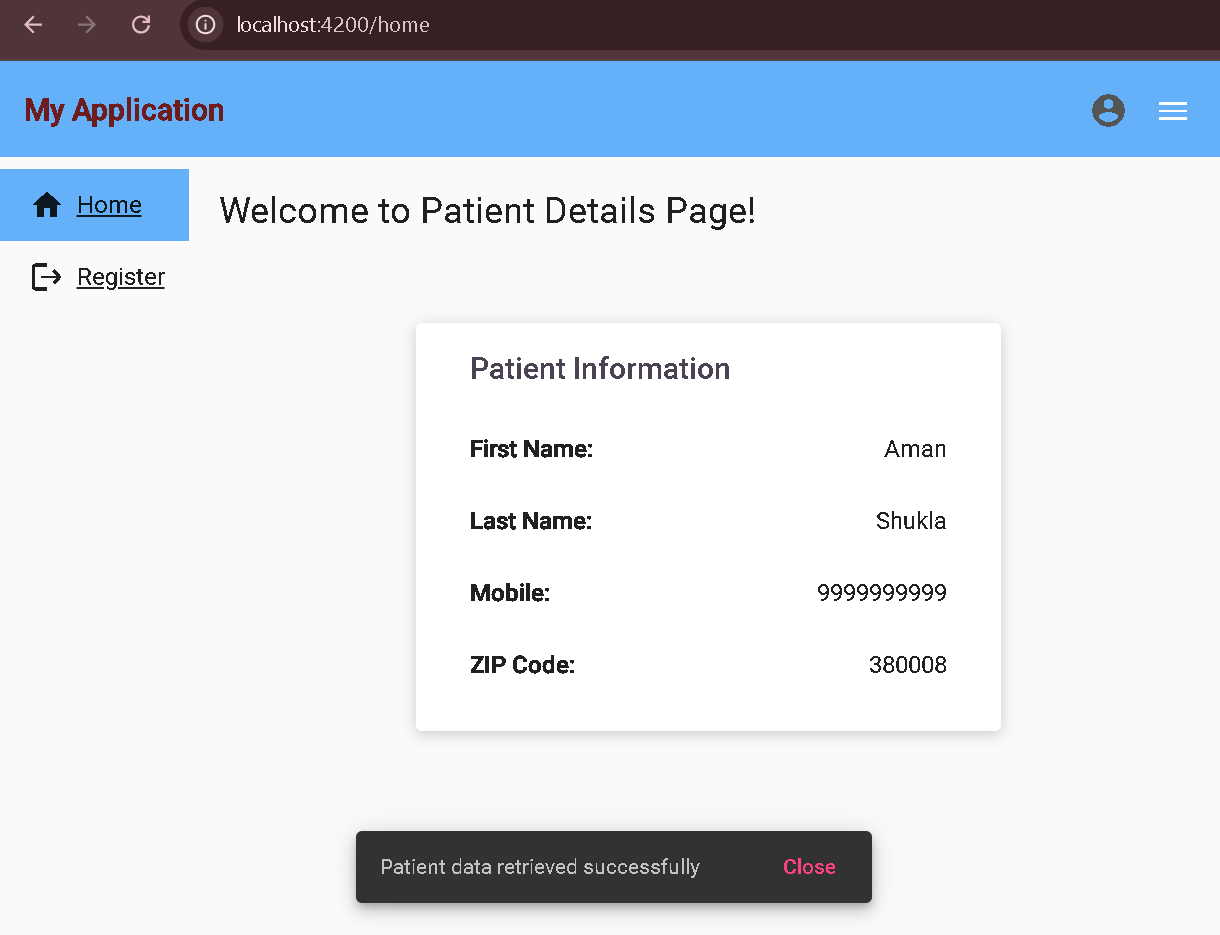 localhost:4200/home
My Application
Home
Welcome to Patient Details Page!
Register
Patient Information
First Name: Aman
Last Name: Shukla
Mobile: 9999999999
ZIP Code: 380008
Patient data retrieved successfully Close